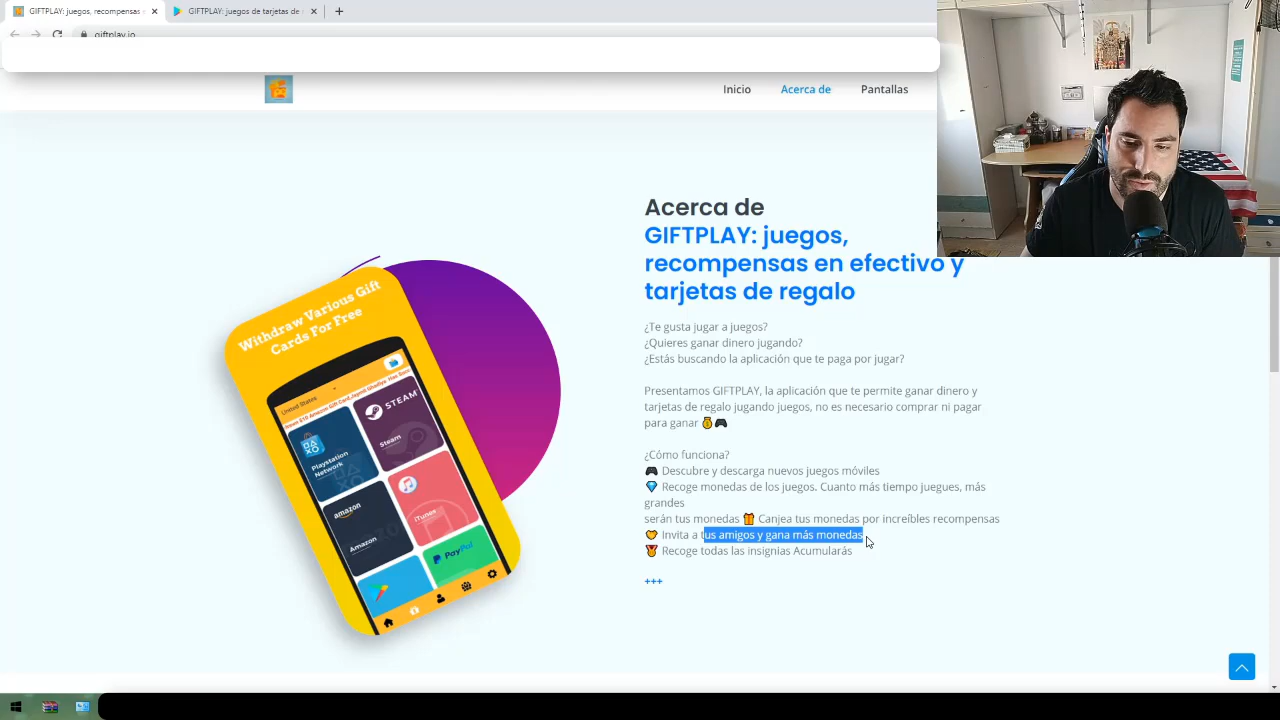 GIFTPLAY: juegos, recompensas
GIFTPLAY: juegos de tarjetas de
giftplay.io
Inicio
Acerca de
Pantallas
Acerca de
GIFTPLAY: juegos,
recompensas en efectivo y
tarjetas de regalo
¿Te gusta jugar a juegos?
¿Quieres ganar dinero jugando?
¿Estás buscando la aplicación que te paga por jugar?
Presentamos GIFTPLAY, la aplicación que te permite ganar dinero y
tarjetas de regalo jugando juegos, no es necesario comprar ni pagar
para ganar 💰🎮
¿Cómo funciona?
🎮 Descubre y descarga nuevos juegos móviles
💎 Recoge monedas de los juegos. Cuanto más tiempo juegues, más
grandes
serán tus monedas 🎁 Canjea tus monedas por increíbles recompensas
🤝 Invita a tus amigos y gana más monedas
🏅 Recoge todas las insignias Acumularás
+++
Withdraw Various Gift
Cards For Free
United States
STEAM
Steam
Playstation
Network
amazon
Amazon
iTunes
PayPal